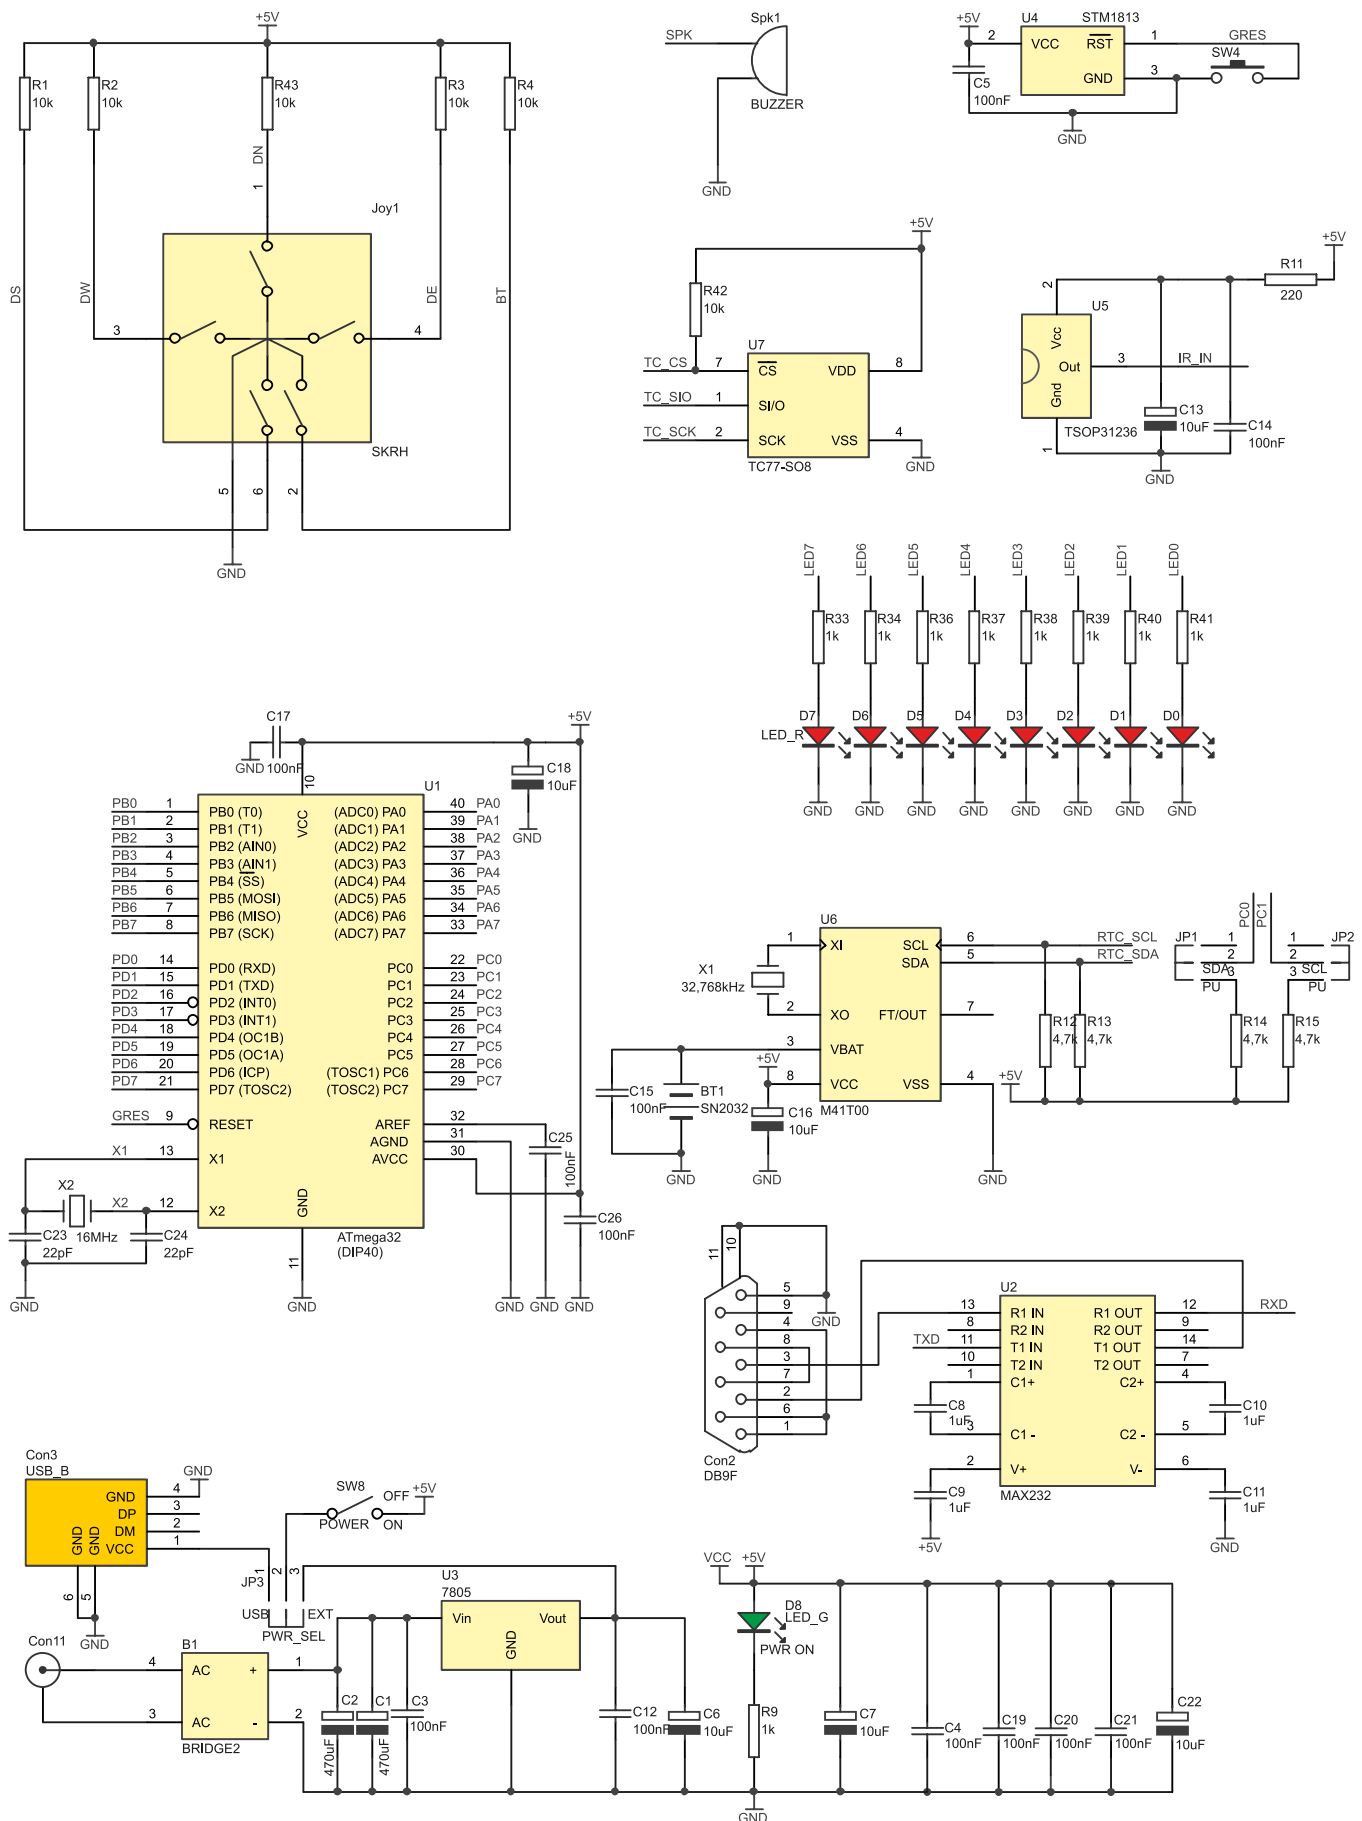 +5V
R1
10k
R2
10k
R43
10k
R3
10k
R4
10k
DN
1
Joy1
DS
DW
DE
BT
3
4
SKRH
5
6
2
GND
Spk1
SPK
BUZZER
GND
+5V
U4
STM1813
2
VCC
RST
1
GRES
SW4
GND
3
C5
100nF
GND
+5V
R42
10k
U7
TC_CS
7
CS
VDD
8
TC_SIO
1
SI/O
TC_SCK
2
SCK
VSS
4
TC77-SO8
GND
+5V
R11
220
2
U5
Vcc
Out
3
IR_IN
Gnd
TSOP31236
1
C13
10uF
C14
100nF
GND
LED7
LED6
LED5
LED4
LED3
LED2
LED1
LED0
R33
1k
R34
1k
R36
1k
R37
1k
R38
1k
R39
1k
R40
1k
R41
1k
D7
D6
D5
D4
D3
D2
D1
D0
LED_R
GND
GND
GND
GND
GND
GND
GND
GND
C17
GND
100nF
+5V
10
C18
10uF
GND
U1
VCC
PB0
1
PB0 (T0)
(ADC0) PA0
40
PA0
PB1
2
PB1 (T1)
(ADC1) PA1
39
PA1
PB2
3
PB2 (AIN0)
(ADC2) PA2
38
PA2
PB3
4
PB3 (AIN1)
(ADC3) PA3
37
PA3
PB4
5
PB4 (SS)
(ADC4) PA4
36
PA4
PB5
6
PB5 (MOSI)
(ADC5) PA5
35
PA5
PB6
7
PB6 (MISO)
(ADC6) PA6
34
PA6
PB7
8
PB7 (SCK)
(ADC7) PA7
33
PA7
PD0
14
PD0 (RXD)
PC0
22
PC0
PD1
15
PD1 (TXD)
PC1
23
PC1
PD2
16
PD2 (INT0)
PC2
24
PC2
PD3
17
PD3 (INT1)
PC3
25
PC3
PD4
18
PD4 (OC1B)
PC4
26
PC4
PD5
19
PD5 (OC1A)
PC5
27
PC5
PD6
20
PD6 (ICP)
(TOSC1) PC6
28
PC6
PD7
21
PD7 (TOSC2)
(TOSC2) PC7
29
PC7
GRES
9
RESET
AREF
32
AGND
31
X1
13
X1
AVCC
30
X2
X2
12
X2
GND
16MHz
C23
22pF
C24
22pF
11
ATmega32
(DIP40)
C25
100nF
C26
100nF
GND
GND
GND
GND
GND
U6
1
XI
SCL
6
RTC_SCL
SDA
5
RTC_SDA
X1
32,768kHz
2
XO
FT/OUT
7
3
VBAT
+5V
8
VCC
VSS
4
M41T00
C15
100nF
BT1
SN2032
C16
10uF
GND
GND
GND
PC0
PC1
JP1
1
2
3
SDA
PU
JP2
1
2
3
SCL
PU
R12
4,7k
R13
4,7k
R14
4,7k
R15
4,7k
+5V
11
10
5
9
4
8
3
7
2
6
1
GND
Con2
DB9F
U2
13
R1 IN
R1 OUT
12
RXD
8
R2 IN
R2 OUT
9
TXD
11
T1 IN
T1 OUT
14
10
T2 IN
T2 OUT
7
1
C1+
C2+
4
C8
1uF
3
C1 -
C2 -
5
C10
1uF
2
V+
V-
6
C9
1uF
MAX232
C11
1uF
+5V
GND
Con3
USB_B
GND
GND
4
DP
3
DM
2
VCC
1
GND
GND
6
5
GND
SW8
OFF
+5V
POWER
ON
JP3
1
2
3
USB
EXT
PWR_SEL
U3
7805
Vin
Vout
GND
Con11
B1
4
AC
+
1
3
AC
-
2
BRIDGE2
C2
470uF
C1
470uF
C3
100nF
C12
100nF
C6
10uF
VCC
+5V
D8
LED_G
PWR ON
R9
1k
C7
10uF
C4
100nF
C19
100nF
C20
100nF
C21
100nF
C22
10uF
GND